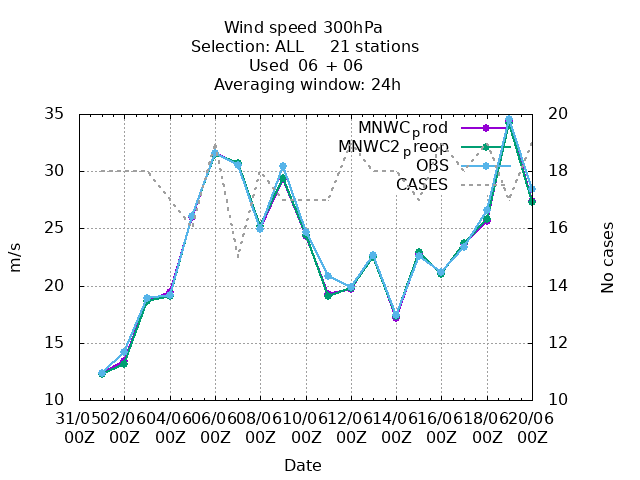 Wind speed 300hPa
Selection: ALL 21 stations
Used 06 + 06
Averaging window: 24h
35 20
MNWCprod
MNWC2preop
30 OBS 18
CASES
25 16
m/s No cases
20 14
15 12
10 10
31/05 02/06 04/06 06/06 08/06 10/06 12/06 14/06 16/06 18/06 20/06
00Z 00Z 00Z 00Z 00Z 00Z 00Z 00Z 00Z 00Z 00Z
Date